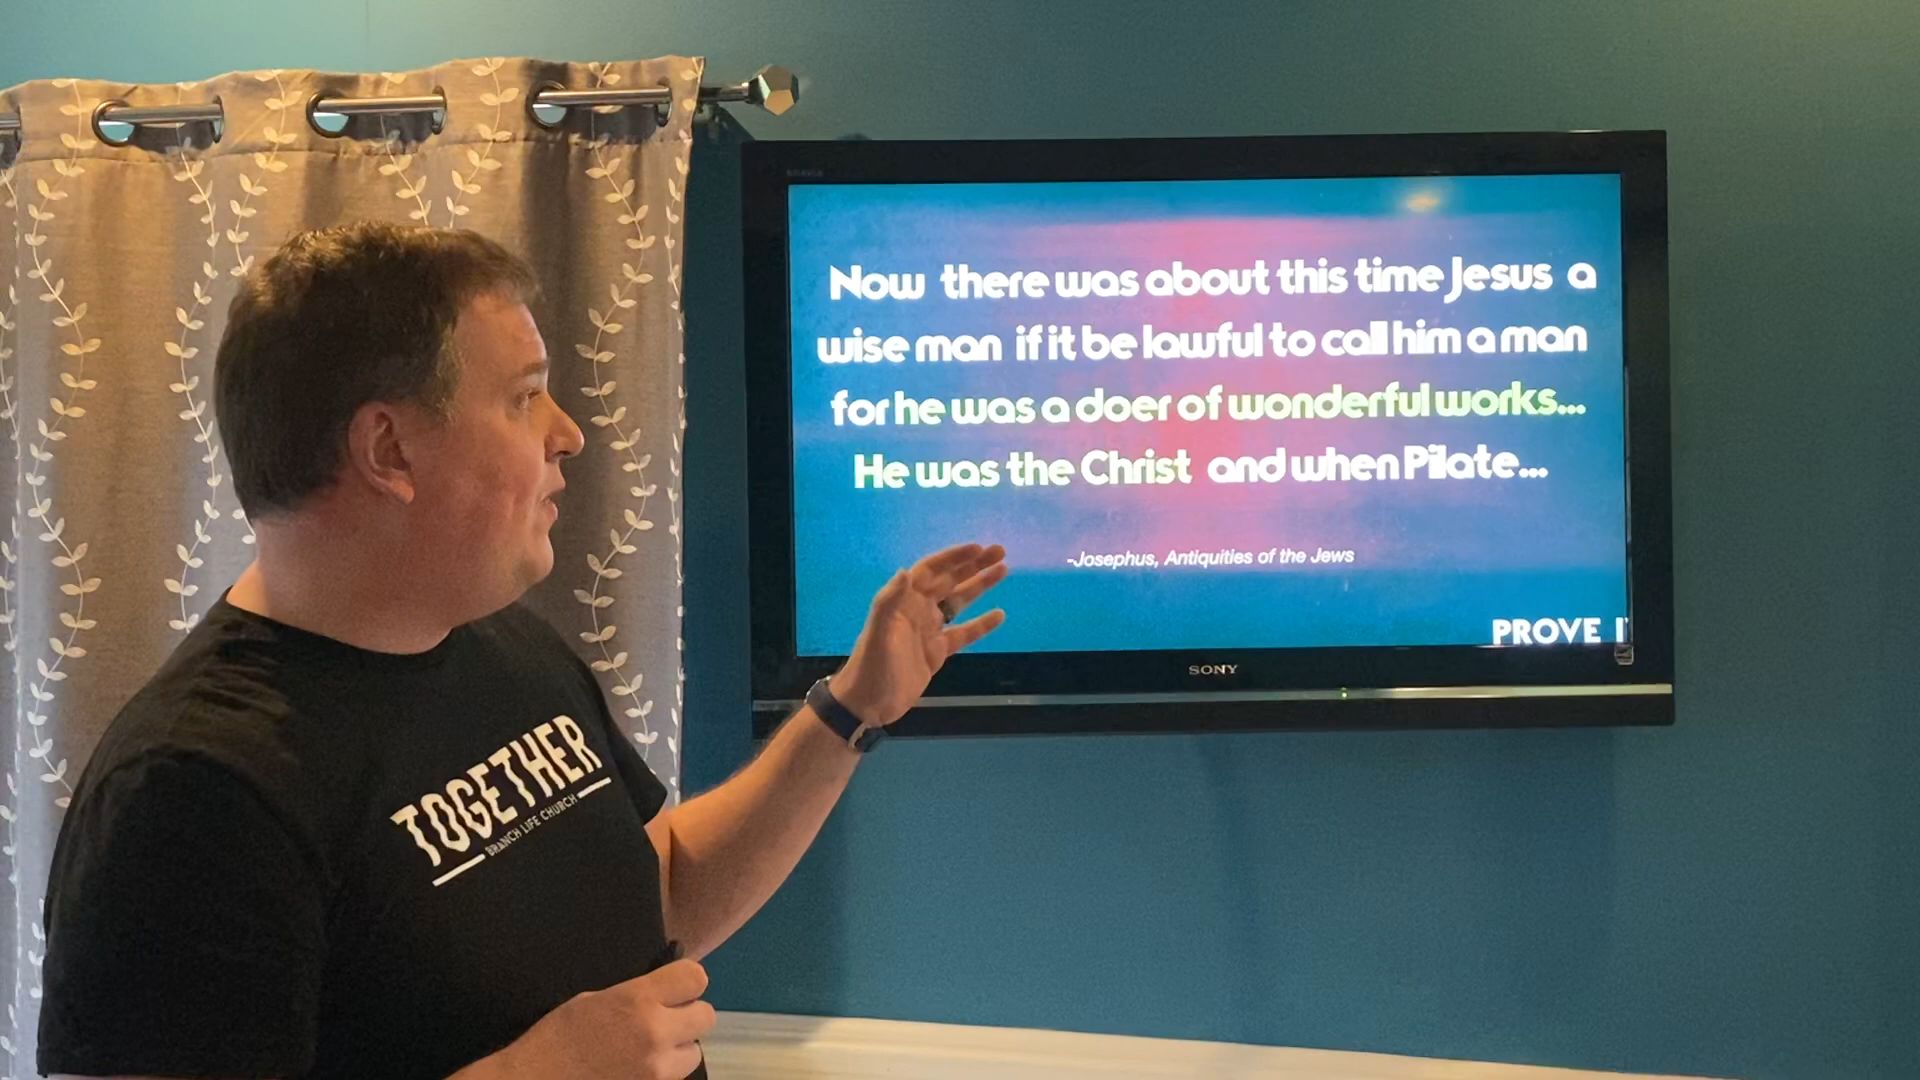 Now there was about this time Jesus a
wise man if it be lawful to call him a man
for he was a doer of wonderful works...
He was the Christ and when Pilate...
-Josephus, Antiquities of the Jews
PROVE I
SONY
BRAVIA
TOGETHER
BRANCH LIFE CHURCH